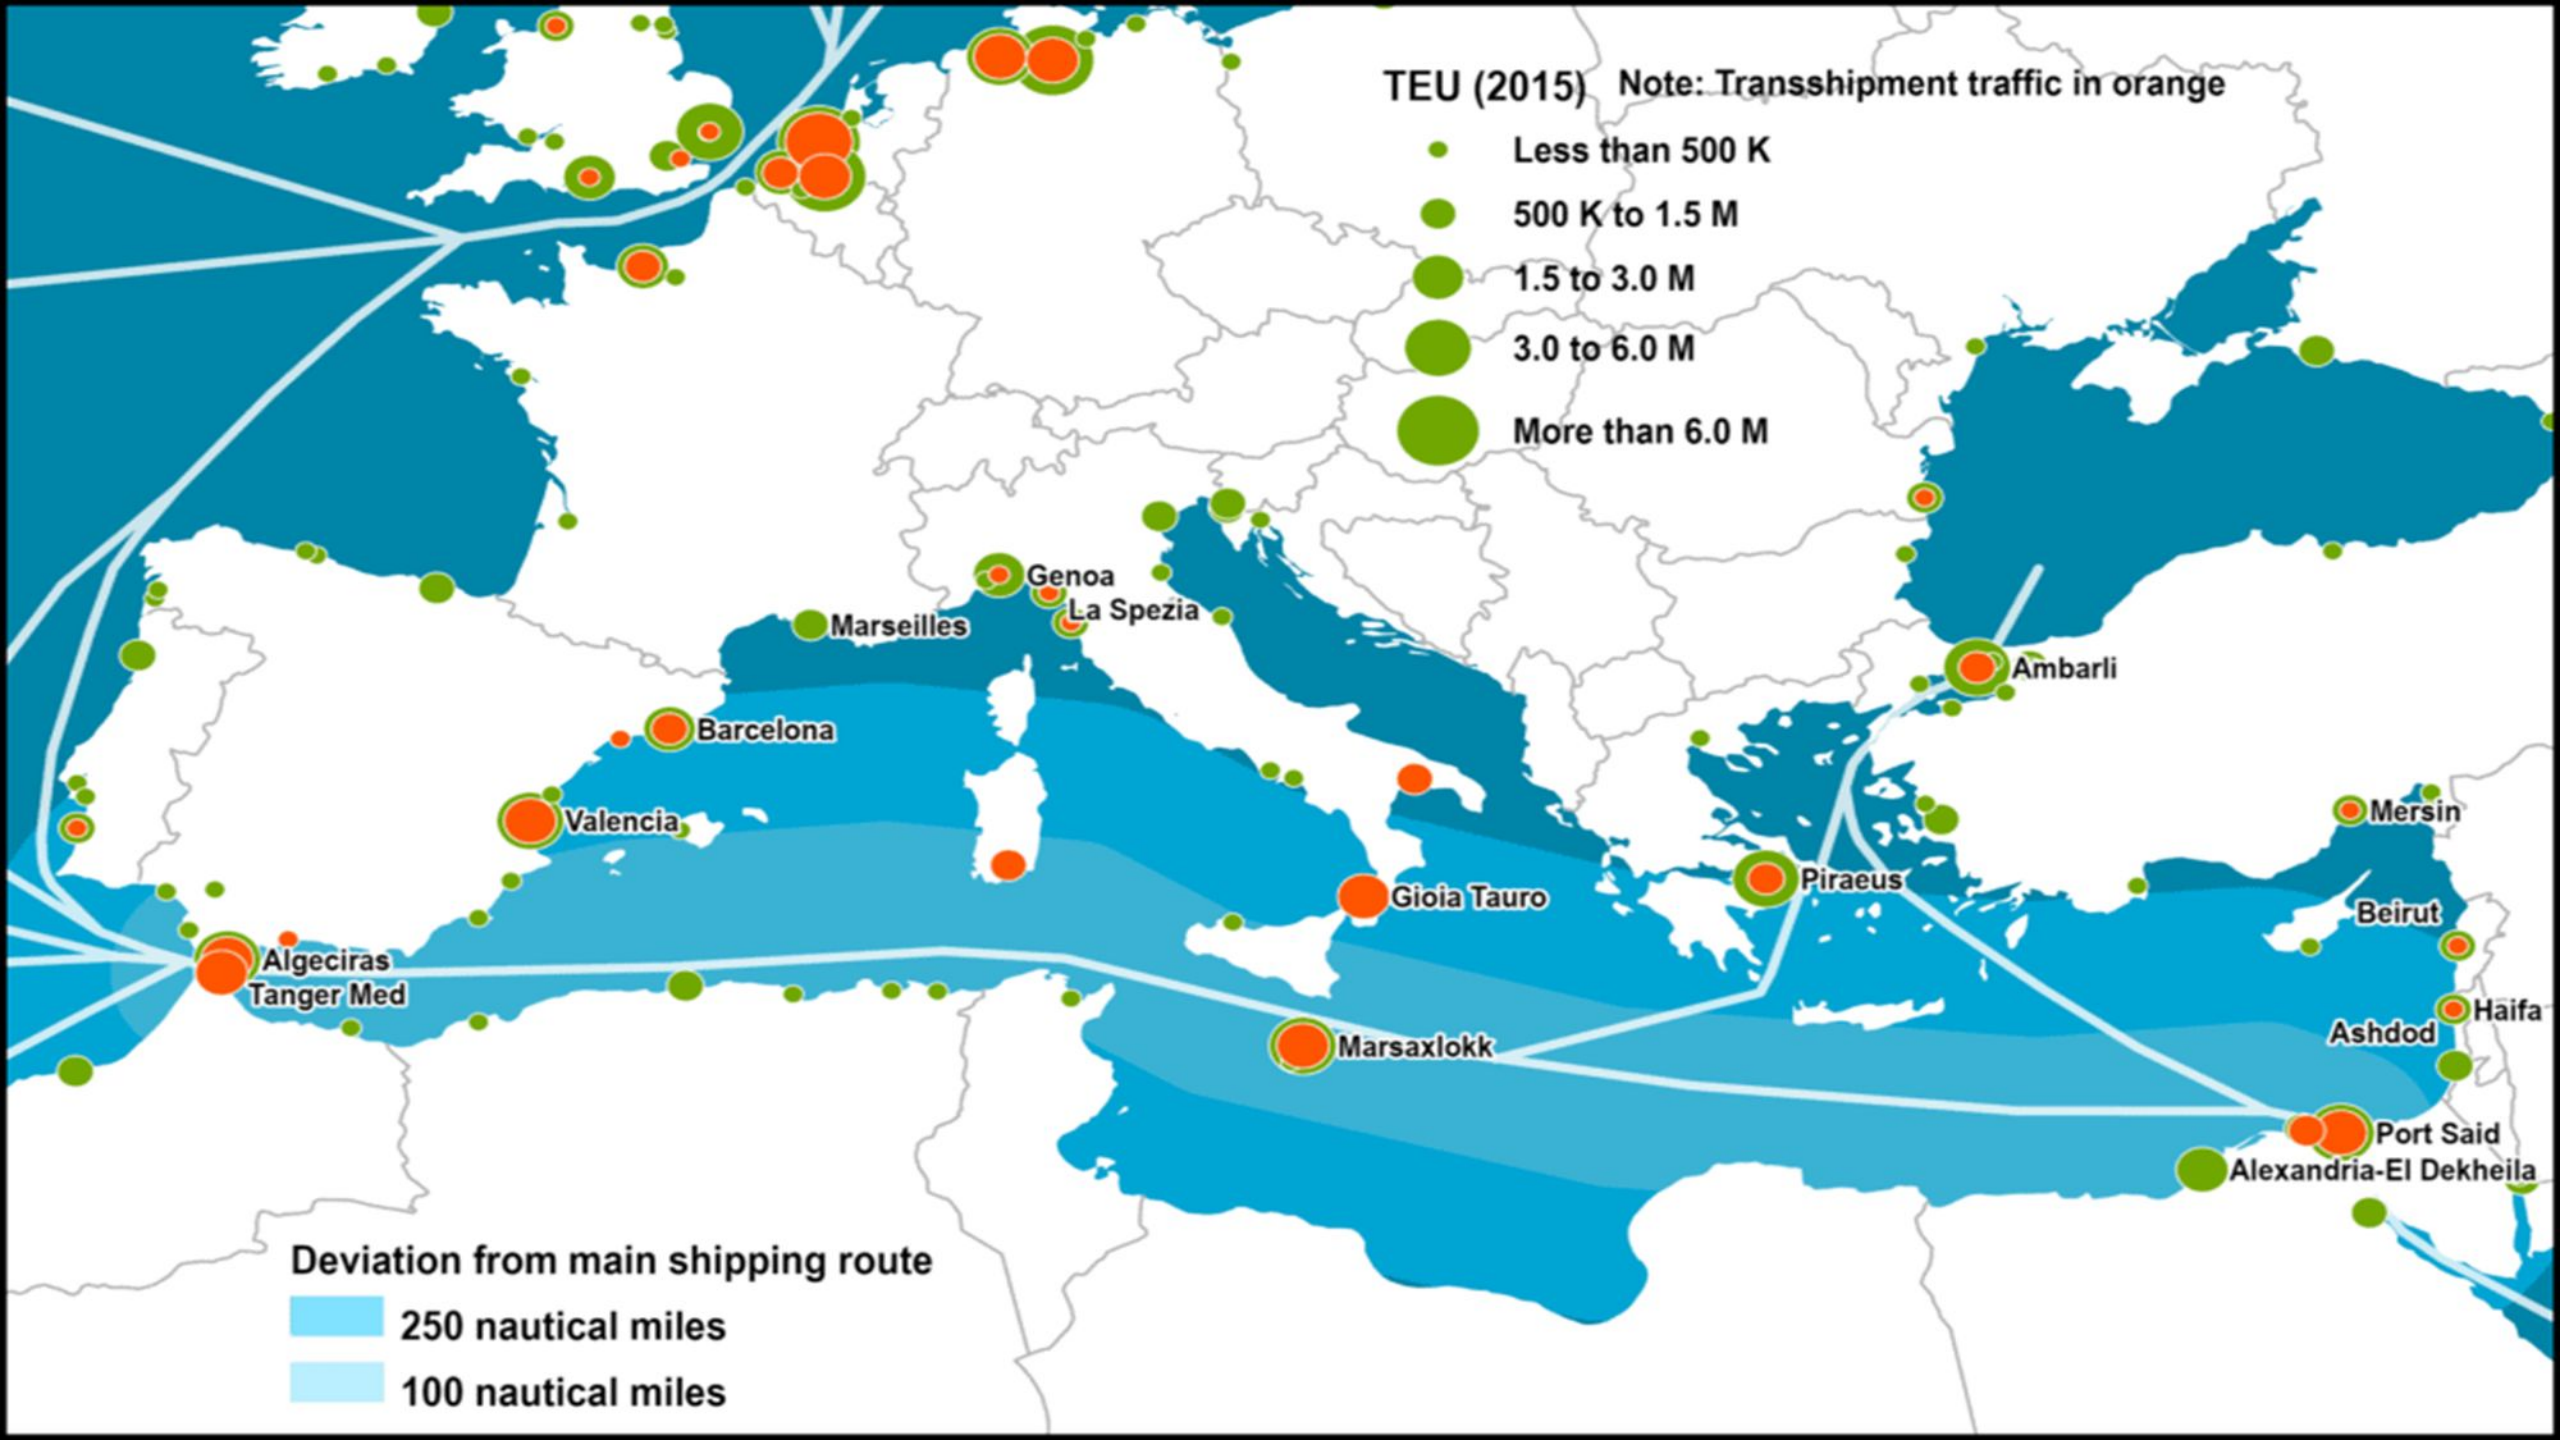 TEU (2015) Note: Transshipment traffic in orange
Less than 500 K
500 K to 1.5 M
1.5 to 3.0 M
3.0 to 6.0 M
More than 6.0 M
Genoa
La Spezia
Marseilles
Ambarli
Barcelona
Valencia
Mersin
Piraeus
Gioia Tauro
Beirut
Algeciras
Tanger Med
Haifa
Ashdod
Marsaxlokk
Port Said
Alexandria-El Dekheila
Deviation from main shipping route
250 nautical miles
100 nautical miles